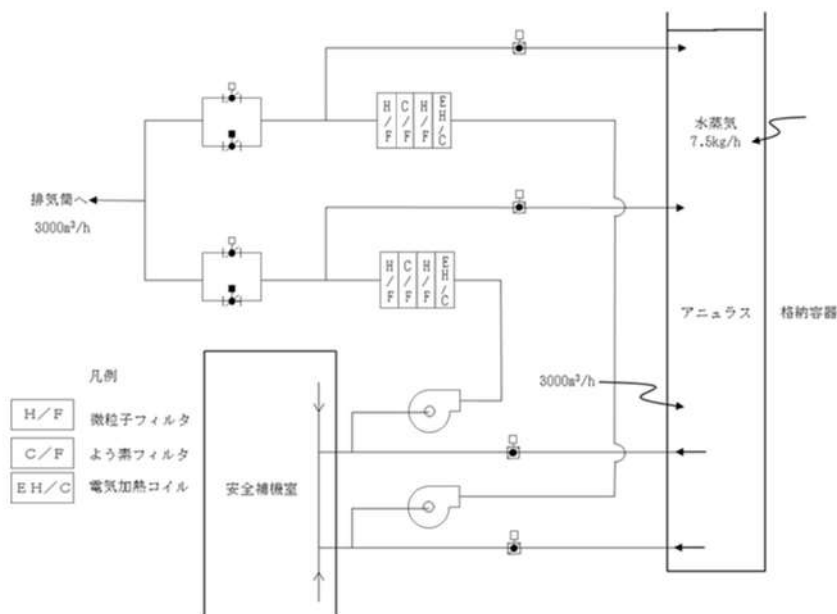 H/F
C/F
H/F
EH/C
水蒸気
7.5kg/h
排気筒へ
3000m³/h
H/F
C/F
H/F
EH/C
アニュラス
格納容器
3000m³/h
凡例
H/F
微粒子フィルタ
C/F
よう素フィルタ
EH/C
電気加熱コイル
安全補機室